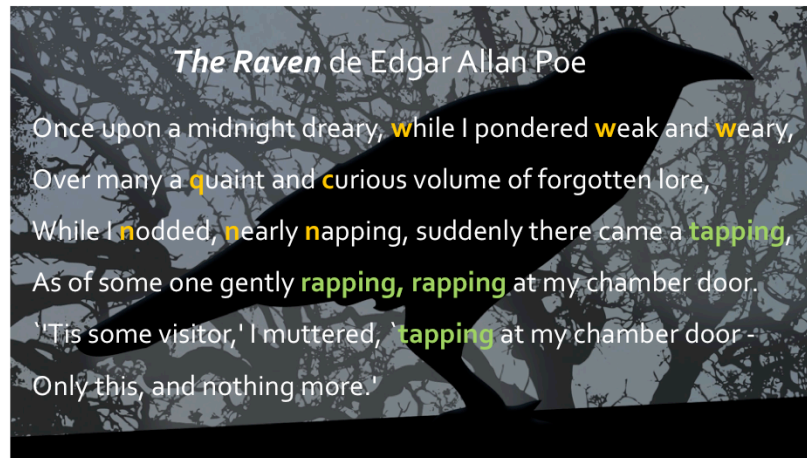 The Raven de Edgar Allan Poe
Once upon a midnight dreary, while I pondered weak and weary,
Over many a quaint and curious volume of forgotten lore,
While I nodded, nearly napping, suddenly there came a tapping,
As of some one gently rapping, rapping at my chamber door.
`'Tis some visitor,' I muttered, `tapping at my chamber door -
Only this, and nothing more.'